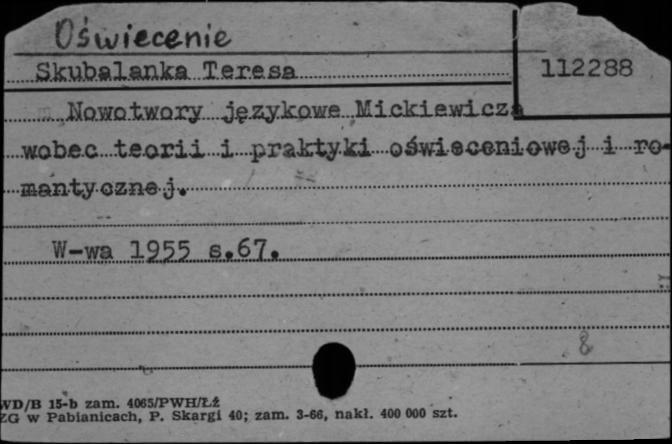 Oświecenie
Skubalanka Teresa
112288
Nowotwory językowe Mickiewicza
wobec teorii i praktyki oświeceniowej i ro-
mantycznej.
W-wa 1955 s.67.
8
WD/B 15-b zam. 4065/PWH/Łż
ZG w Pabianicach, P. Skargi 40; zam. 3-66, nakł. 400 000 szt.